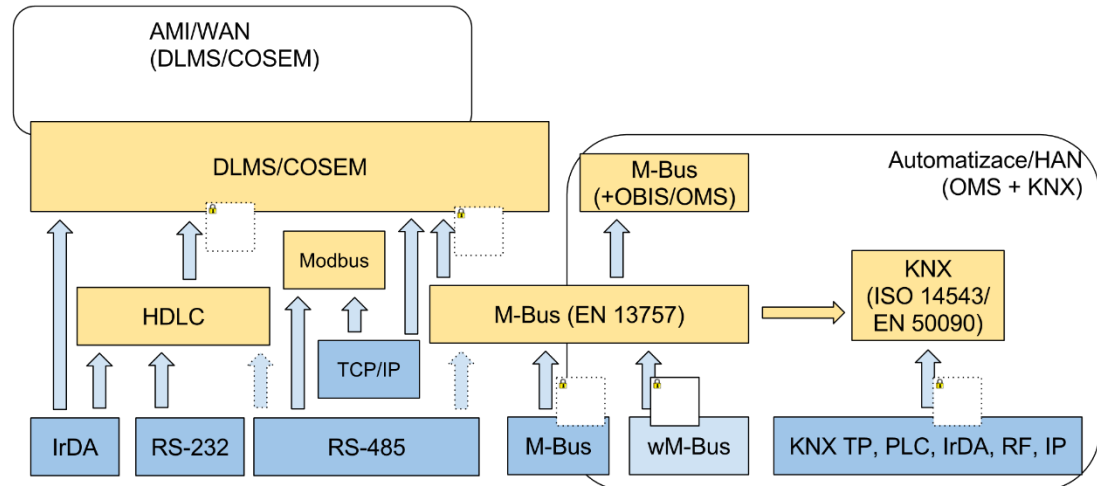 AMI/WAN
(DLMS/COSEM)
DLMS/COSEM
M-Bus
(+OBIS/OMS)
Automatizace/HAN
(OMS + KNX)
Modbus
KNX
(ISO 14543/
EN 50090)
HDLC
M-Bus (EN 13757)
TCP/IP
IrDA
RS-232
RS-485
M-Bus
wM-Bus
KNX TP, PLC, IrDA, RF, IP